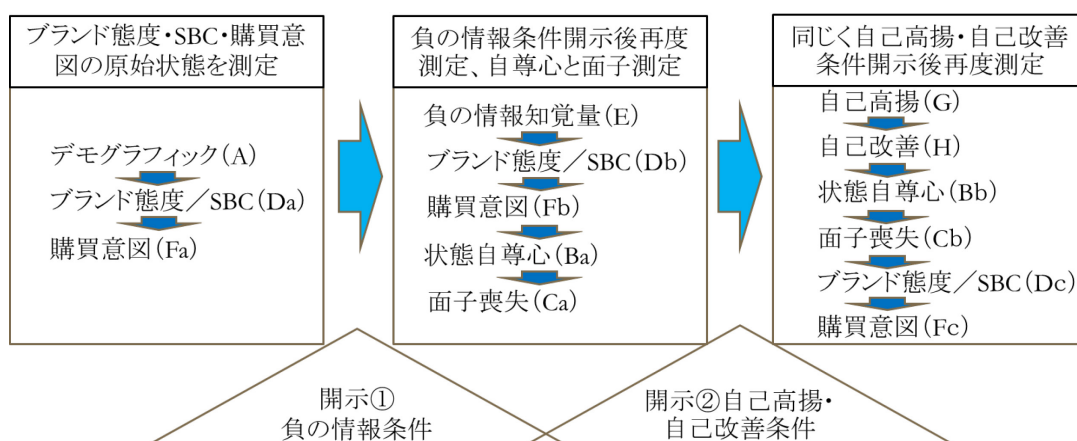 ブランド態度・SBC・購買意
図の原始状態を測定
デモグラフィック(A)
ブランド態度／SBC(Da)
購買意図(Fa)
負の情報条件開示後再度
測定、自尊心と面子測定
負の情報知覚量(E)
ブランド態度／SBC(Db)
購買意図(Fb)
状態自尊心(Ba)
面子喪失(Ca)
同じく自己高揚・自己改善
条件開示後再度測定
自己高揚(G)
自己改善(H)
状態自尊心(Bb)
面子喪失(Cb)
ブランド態度／SBC(Dc)
購買意図(Fc)
開示①
負の情報条件
開示②自己高揚・
自己改善条件